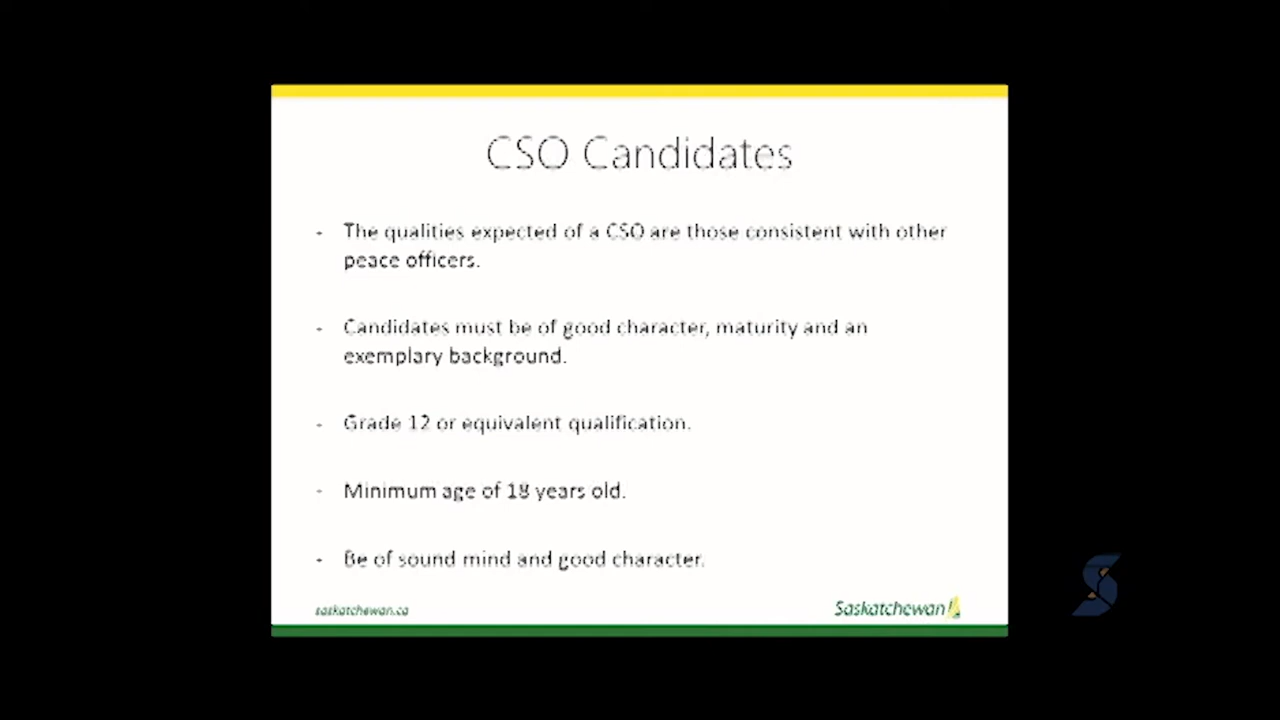 CSO Candidates
- The qualities expected of a CSO are those consistent with other
peace officers.
- Candidates must be of good character, maturity and an
exemplary background.
- Grade 12 or equivalent qualification.
- Minimum age of 18 years old.
- Be of sound mind and good character.
saskatchewan.ca
Saskatchewan